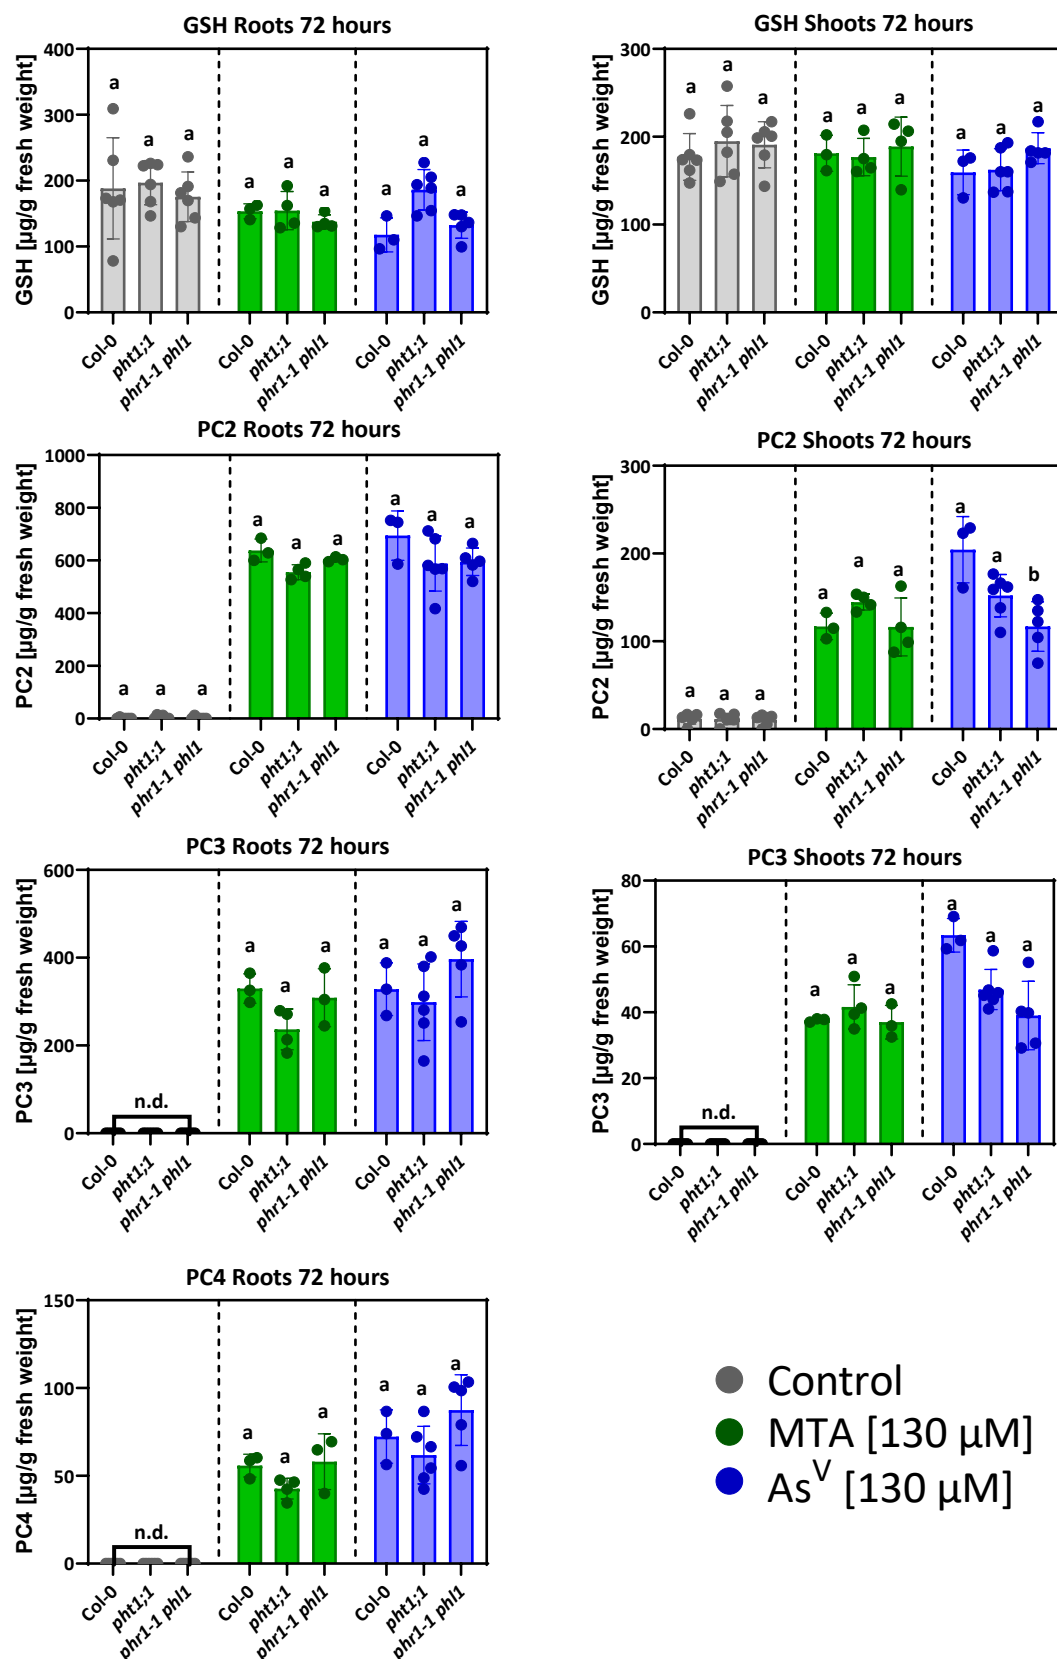 GSH Roots 72 hours
GSH [µg/g fresh weight]
400
300
200
100
0
a a a a a a a a a
Col-0 pht1;1 phr1-1 phl1 Col-0 pht1;1 phr1-1 phl1 Col-0 pht1;1 phr1-1 phl1
GSH Shoots 72 hours
GSH [µg/g fresh weight]
300
200
100
0
a a a a a a a a a
Col-0 pht1;1 phr1-1 phl1 Col-0 pht1;1 phr1-1 phl1 Col-0 pht1;1 phr1-1 phl1
PC2 Roots 72 hours
PC2 [µg/g fresh weight]
1000
800
600
400
200
0
a a a a a a a a a
Col-0 pht1;1 phr1-1 phl1 Col-0 pht1;1 phr1-1 phl1 Col-0 pht1;1 phr1-1 phl1
PC2 Shoots 72 hours
PC2 [µg/g fresh weight]
300
200
100
0
a a a a a a a a b
Col-0 pht1;1 phr1-1 phl1 Col-0 pht1;1 phr1-1 phl1 Col-0 pht1;1 phr1-1 phl1
PC3 Roots 72 hours
PC3 [µg/g fresh weight]
600
400
200
0
n.d. a a a a a a
Col-0 pht1;1 phr1-1 phl1 Col-0 pht1;1 phr1-1 phl1 Col-0 pht1;1 phr1-1 phl1
PC3 Shoots 72 hours
PC3 [µg/g fresh weight]
80
60
40
20
0
n.d. a a a a a a
Col-0 pht1;1 phr1-1 phl1 Col-0 pht1;1 phr1-1 phl1 Col-0 pht1;1 phr1-1 phl1
PC4 Roots 72 hours
PC4 [µg/g fresh weight]
150
100
50
0
n.d. a a a a a a
Col-0 pht1;1 phr1-1 phl1 Col-0 pht1;1 phr1-1 phl1 Col-0 pht1;1 phr1-1 phl1
Control
MTA [130 µM]
As^V [130 µM]